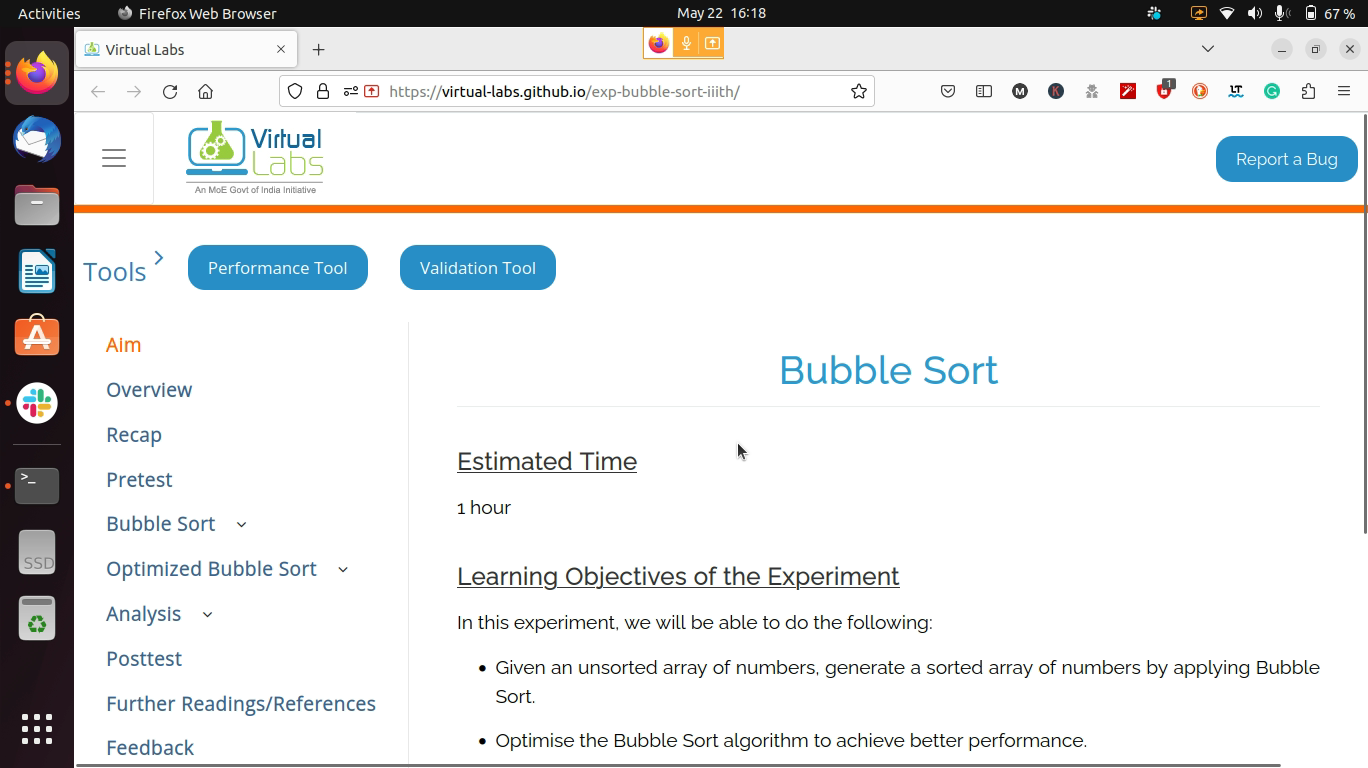 Activities
Firefox Web Browser
May 22 16:18
67 %
Virtual Labs
https://virtual-labs.github.io/exp-bubble-sort-iiith/
M
K
1
LT
G
Virtual
Labs
An MoE Govt of India Initiative
Report a Bug
Tools
Performance Tool
Validation Tool
Aim
Overview
Recap
Pretest
Bubble Sort
Optimized Bubble Sort
Analysis
Posttest
Further Readings/References
Feedback
Bubble Sort
Estimated Time
1 hour
Learning Objectives of the Experiment
In this experiment, we will be able to do the following:
• Given an unsorted array of numbers, generate a sorted array of numbers by applying Bubble
Sort.
• Optimise the Bubble Sort algorithm to achieve better performance.
>_
SSD